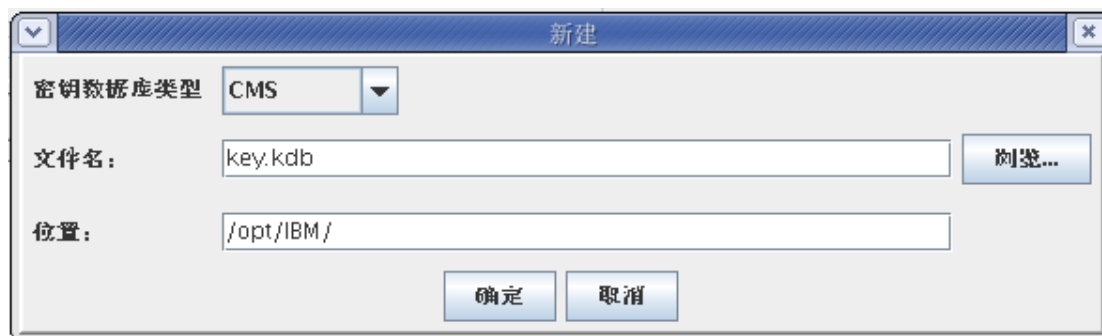 新建
密钥数据库类型 CMS
文件名： key.kdb 浏览...
位置： /opt/IBM/
确定 取消